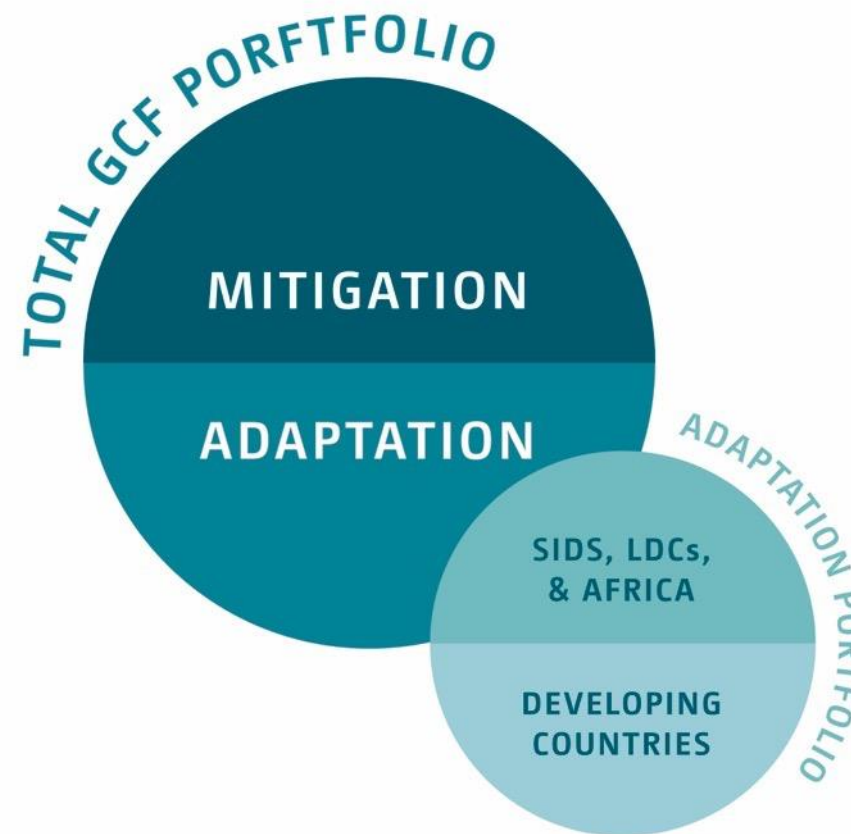 TOTAL GCF PORFTFOLIO
MITIGATION
ADAPTATION
ADAPTATION PORTFOLIO
SIDS, LDCs,
& AFRICA
DEVELOPING
COUNTRIES